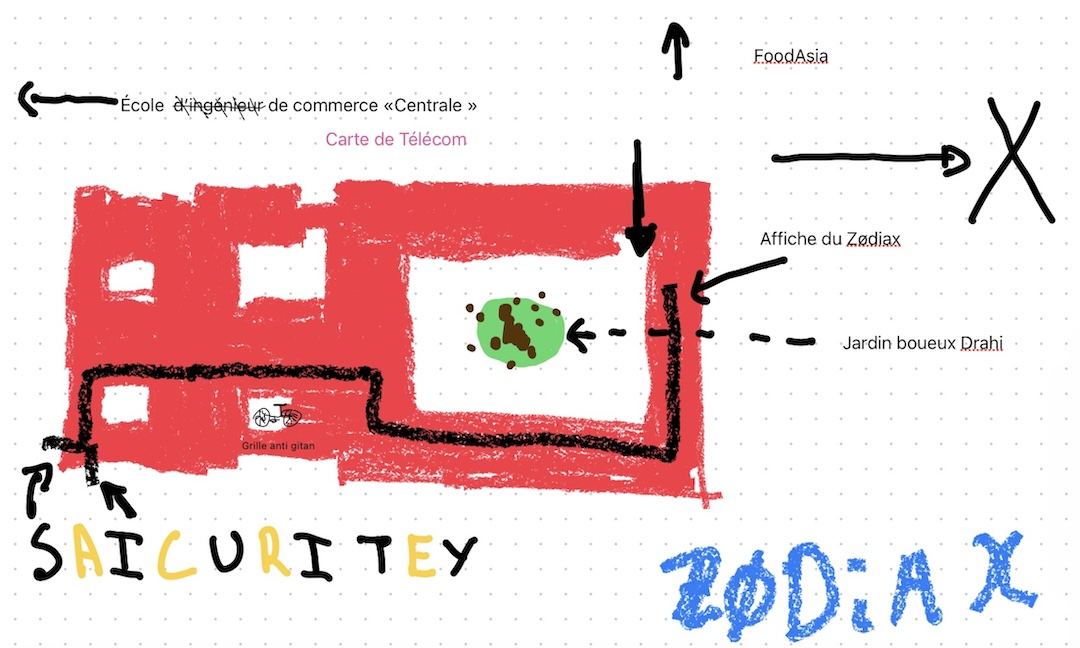 FoodAsia
École d'ingénieur de commerce «Centrale »
Carte de Télécom
X
Affiche du Zødiax
Jardin boueux Drahi
Grille anti gitan
SAICURITEY
ZØDiAX